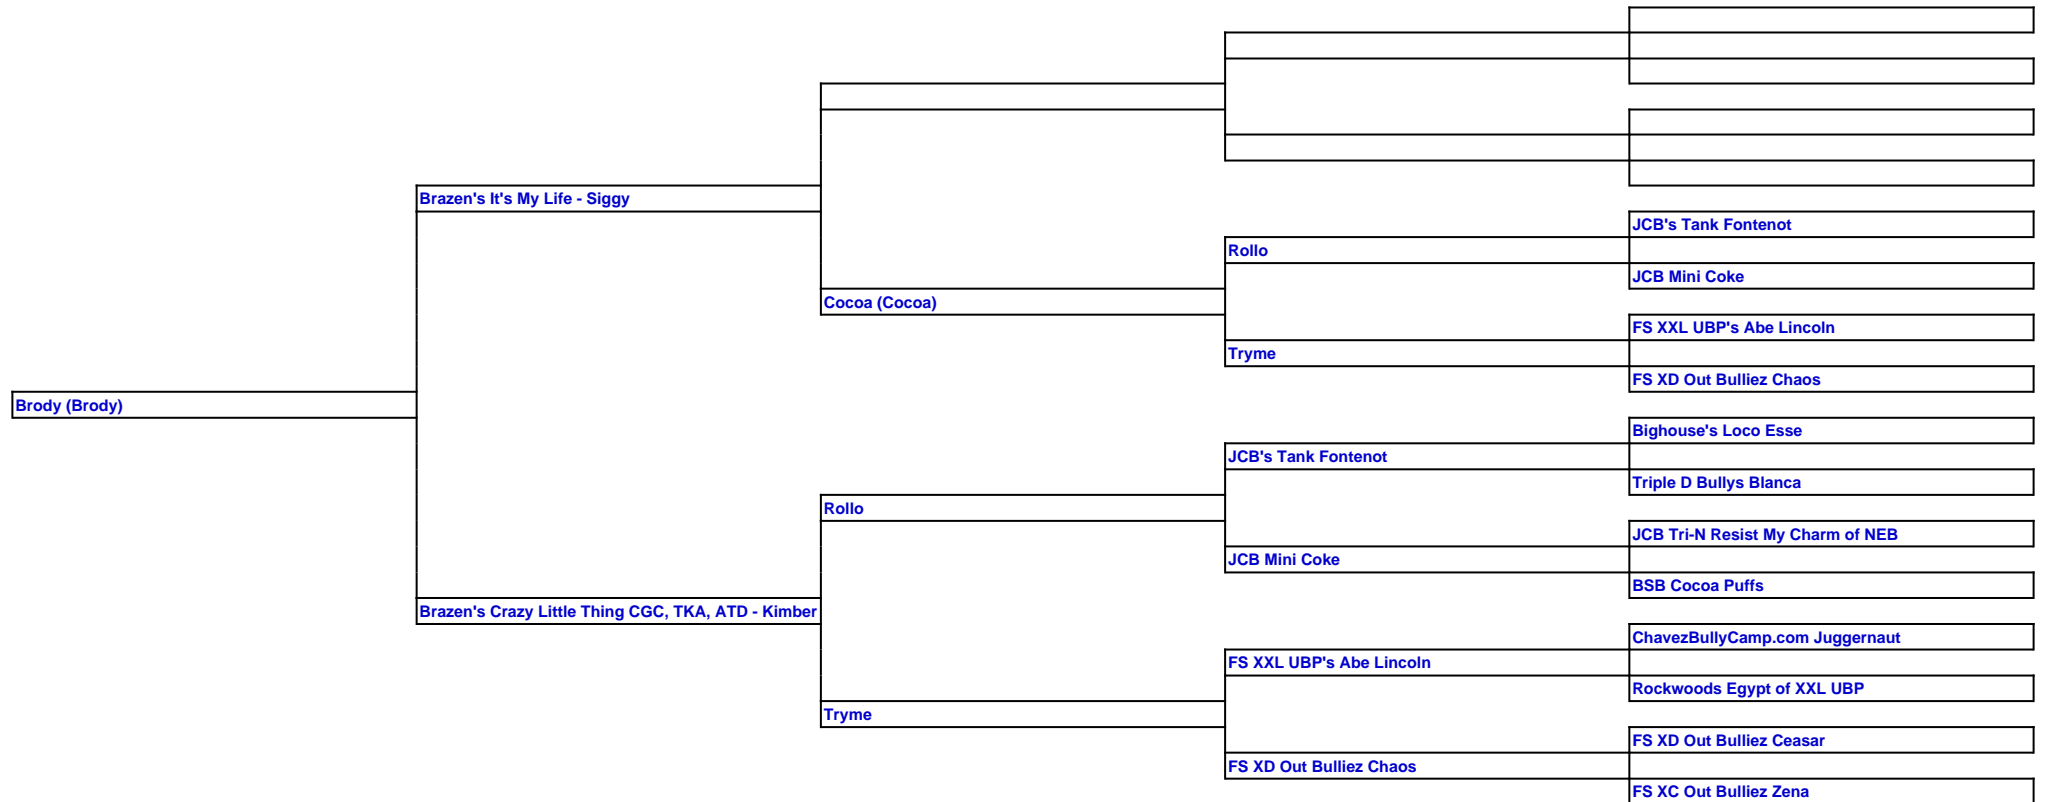 Brazen's It's My Life - Siggy
JCB's Tank Fontenot
Rollo
JCB Mini Coke
Cocoa (Cocoa)
FS XXL UBP's Abe Lincoln
Tryme
FS XD Out Bulliez Chaos
Brody (Brody)
Bighouse's Loco Esse
JCB's Tank Fontenot
Triple D Bullys Blanca
Rollo
JCB Tri-N Resist My Charm of NEB
JCB Mini Coke
BSB Cocoa Puffs
Brazen's Crazy Little Thing CGC, TKA, ATD - Kimber
ChavezBullyCamp.com Juggernaut
FS XXL UBP's Abe Lincoln
Rockwoods Egypt of XXL UBP
Tryme
FS XD Out Bulliez Ceasar
FS XD Out Bulliez Chaos
FS XC Out Bulliez Zena